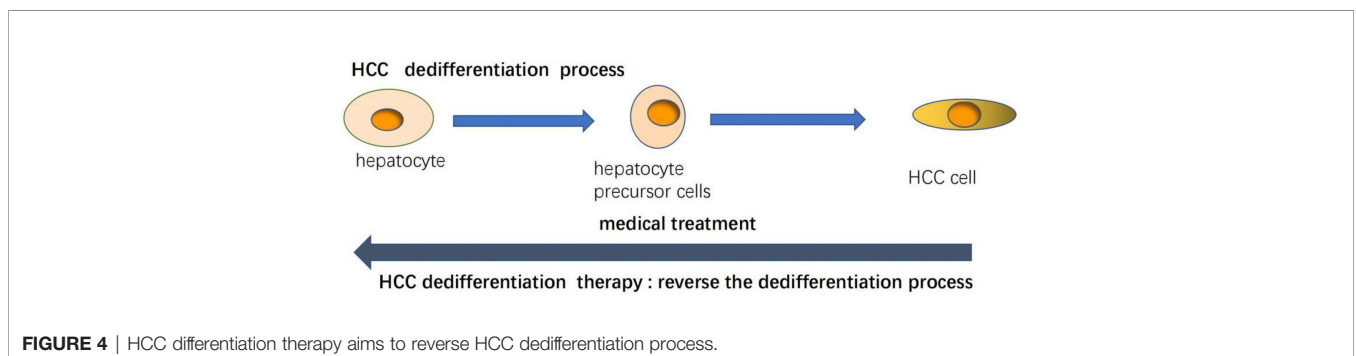 HCC dedifferentiation process
hepatocyte
hepatocyte
precursor cells
HCC cell
medical treatment
HCC dedifferentiation therapy : reverse the dedifferentiation process
FIGURE 4 | HCC differentiation therapy aims to reverse HCC dedifferentiation process.